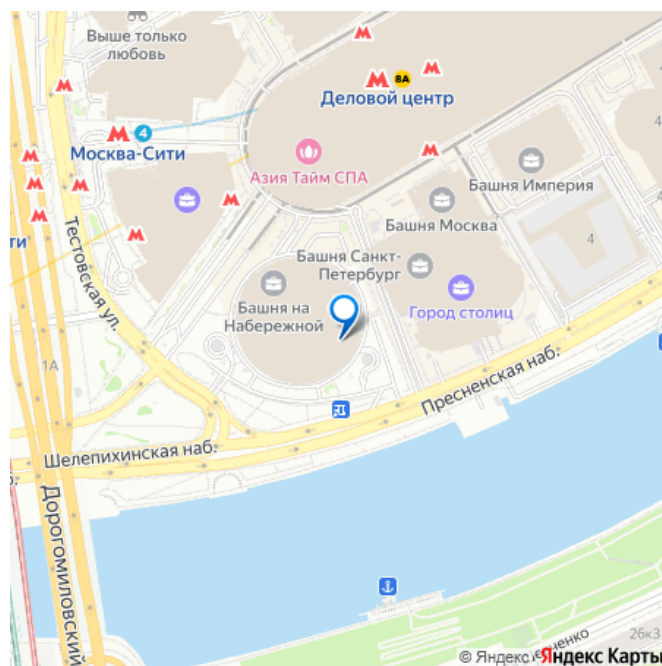 Выше только
любовь
8А
Деловой центр
4
Москва-Сити
Азия Тайм СПА
Башня Империя
Башня Москва
4
4
Тестовская ул.
Башня Санкт-
Петербург
Башня на
Набережной
Город столиц
1А
Пресненская наб.
Шелепихинская наб.
Дорогомиловский
26к3
© Яндекс
Яндекс Карты